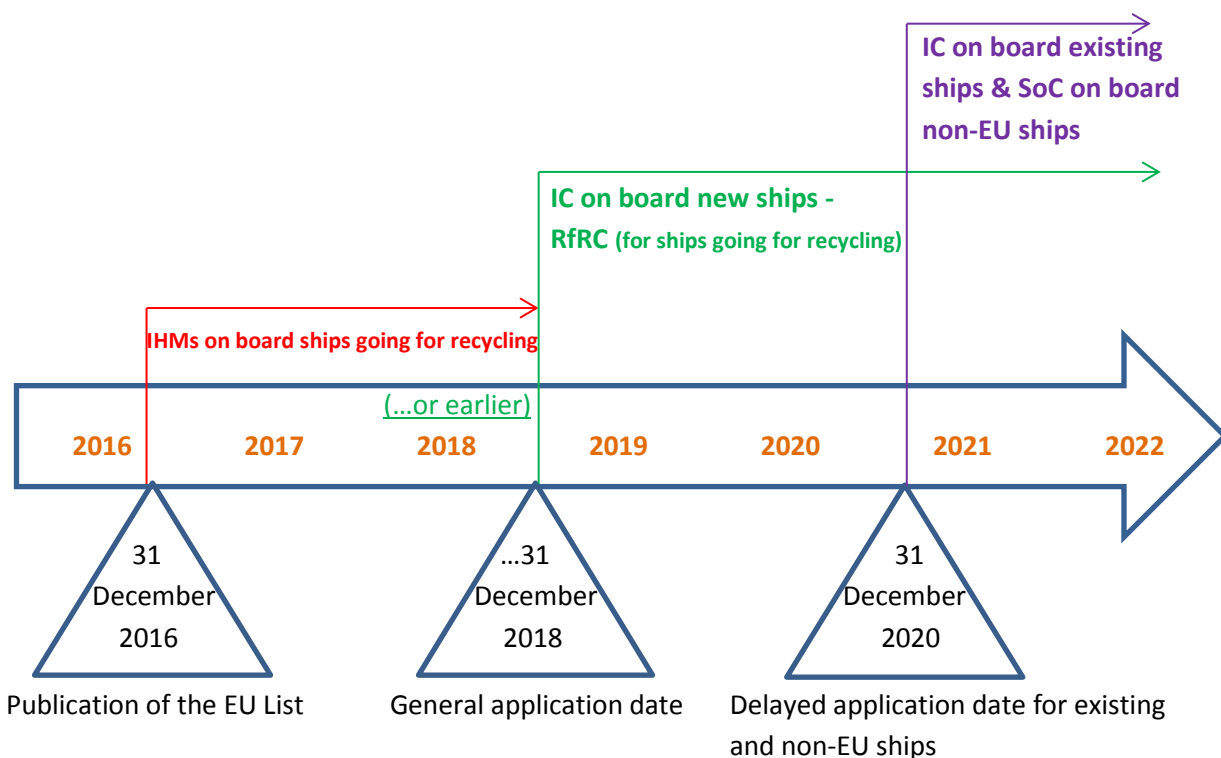 IC on board existing
ships & SoC on board
non-EU ships
IC on board new ships -
RfRC (for ships going for recycling)
IHMs on board ships going for recycling
(...or earlier)
2016 2017 2018 2019 2020 2021 2022
31
December
2016
...31
December
2018
31
December
2020
Publication of the EU List
General application date
Delayed application date for existing
and non-EU ships